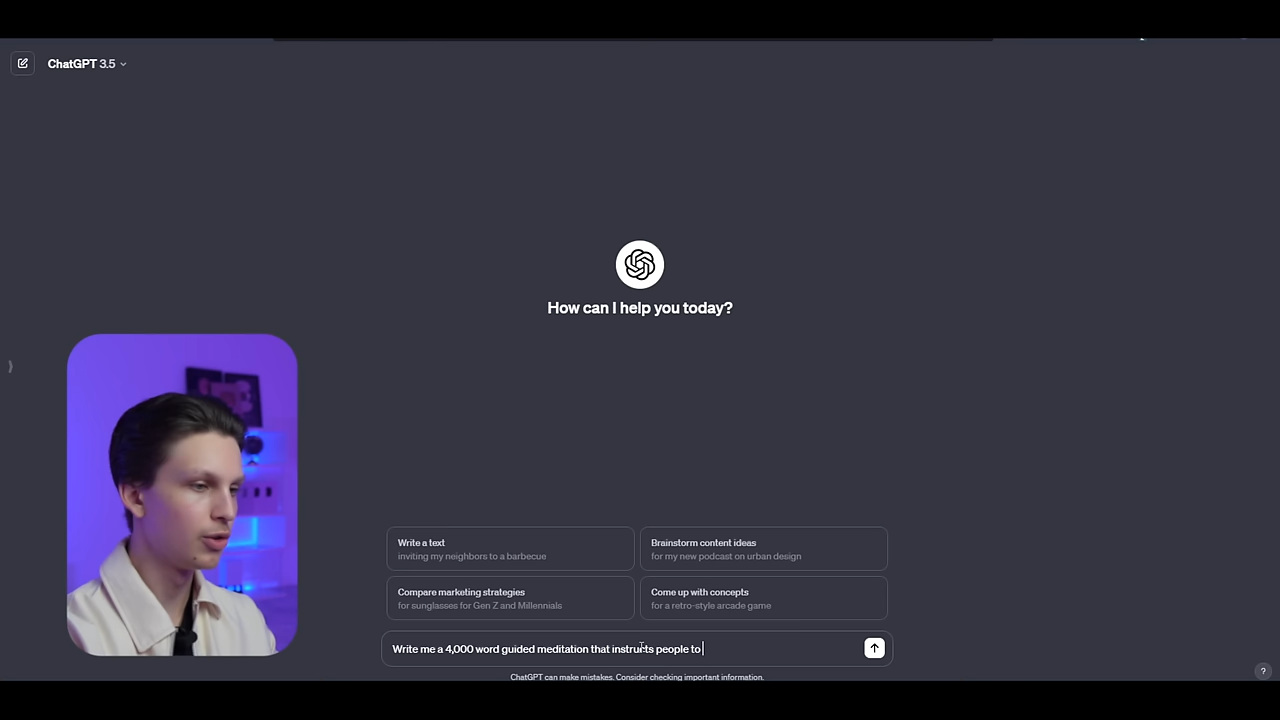 ChatGPT 3.5
How can I help you today?
Write a text
inviting my neighbors to a barbecue
Brainstorm content ideas
for my new podcast on urban design
Compare marketing strategies
for sunglasses for Gen Z and Millennials
Come up with concepts
for a retro-style arcade game
Write me a 4,000 word guided meditation that instructs people to
ChatGPT can make mistakes. Consider checking important information.
?